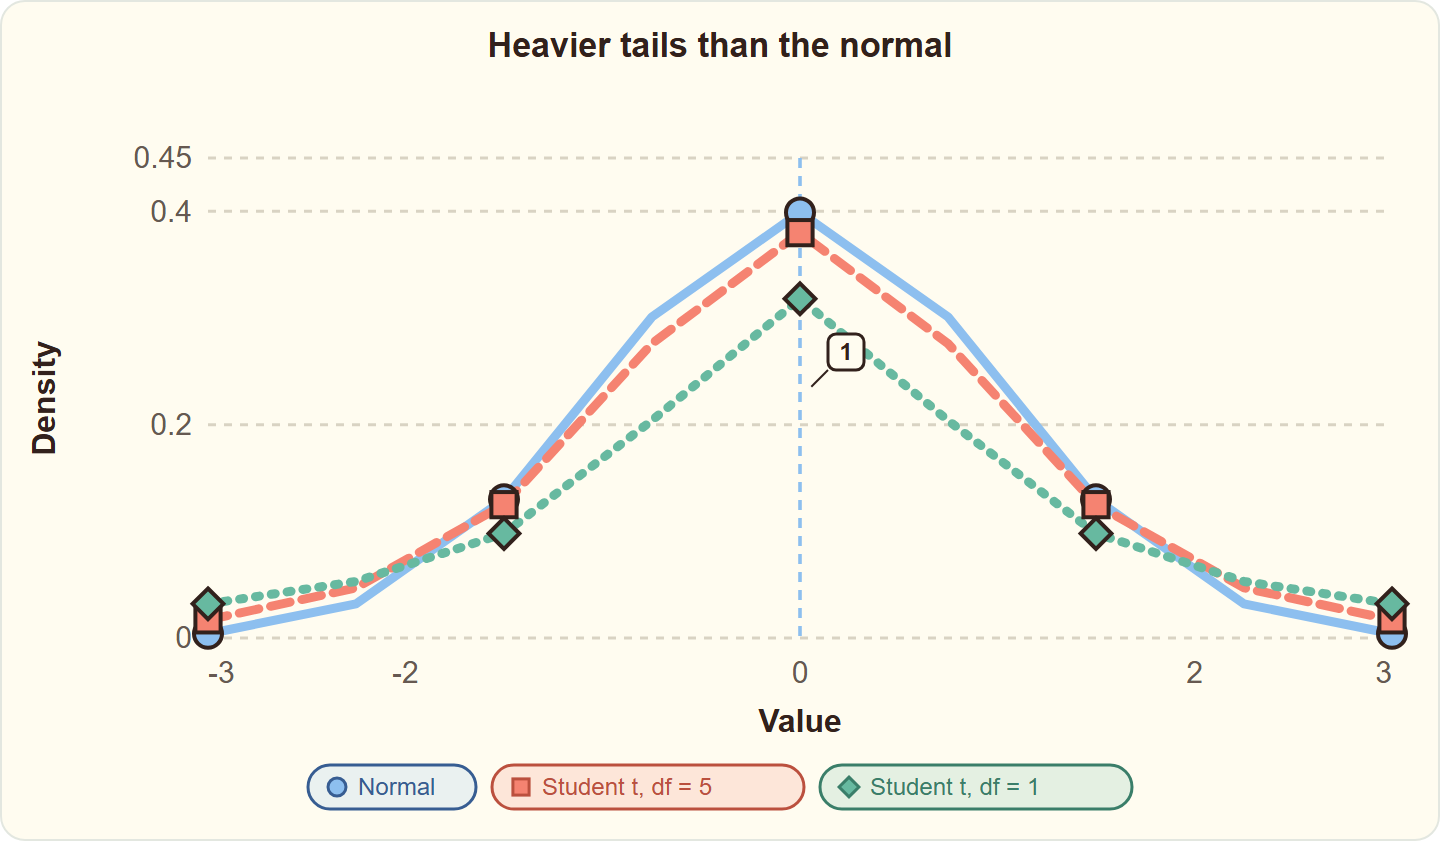 Heavier tails than the normal
0.45
0.4
0.2
0
Density
1
-3 -2 0 2 3
Value
Normal Student t, df = 5 Student t, df = 1